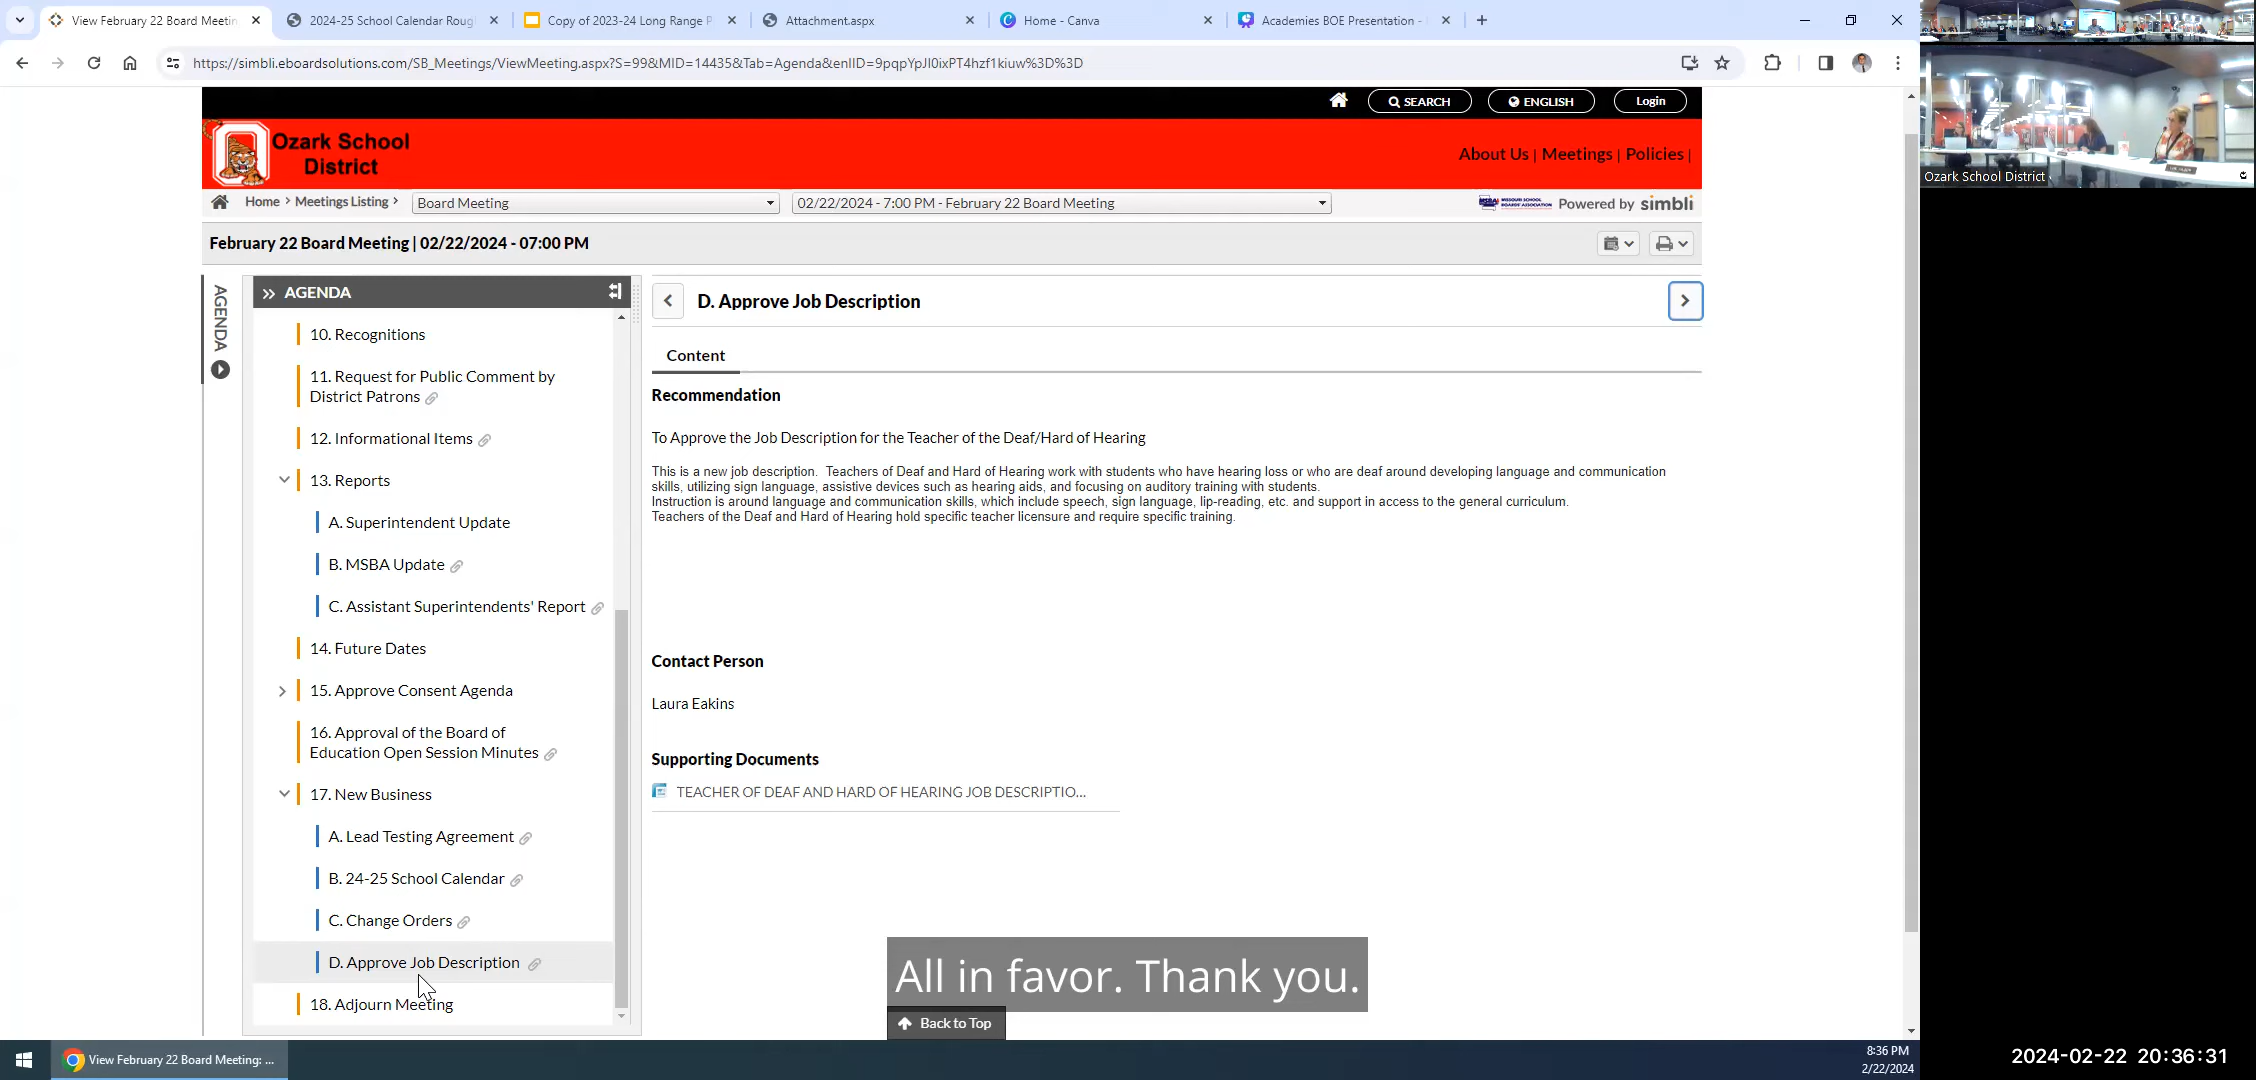 View February 22 Board Meetin
2024-25 School Calendar Roug
Copy of 2023-24 Long Range P
Attachment.aspx
Home - Canva
Academies BOE Presentation -
https://simbli.eboardsolutions.com/SB_Meetings/ViewMeeting.aspx?S=99&MID=14435&Tab=Agenda&enIID=9pqpYpJI0ixPT4hzf1kiuw%3D%3D
SEARCH
ENGLISH
Login
Ozark School
District
About Us | Meetings | Policies |
Home > Meetings Listing >
Board Meeting
02/22/2024 - 7:00 PM - February 22 Board Meeting
MSBA MISSOURI SCHOOL BOARDS' ASSOCIATION Powered by simbli
February 22 Board Meeting | 02/22/2024 - 07:00 PM
AGENDA
AGENDA
10. Recognitions
11. Request for Public Comment by
District Patrons
12. Informational Items
13. Reports
A. Superintendent Update
B. MSBA Update
C. Assistant Superintendents' Report
14. Future Dates
15. Approve Consent Agenda
16. Approval of the Board of
Education Open Session Minutes
17. New Business
A. Lead Testing Agreement
B. 24-25 School Calendar
C. Change Orders
D. Approve Job Description
18. Adjourn Meeting
D. Approve Job Description
Content
Recommendation
To Approve the Job Description for the Teacher of the Deaf/Hard of Hearing
This is a new job description. Teachers of Deaf and Hard of Hearing work with students who have hearing loss or who are deaf around developing language and communication
skills, utilizing sign language, assistive devices such as hearing aids, and focusing on auditory training with students.
Instruction is around language and communication skills, which include speech, sign language, lip-reading, etc. and support in access to the general curriculum.
Teachers of the Deaf and Hard of Hearing hold specific teacher licensure and require specific training.
Contact Person
Laura Eakins
Supporting Documents
TEACHER OF DEAF AND HARD OF HEARING JOB DESCRIPTIO...
All in favor. Thank you.
Back to Top
View February 22 Board Meeting: ...
8:36 PM
2/22/2024
Ozark School District
2024-02-22 20:36:31